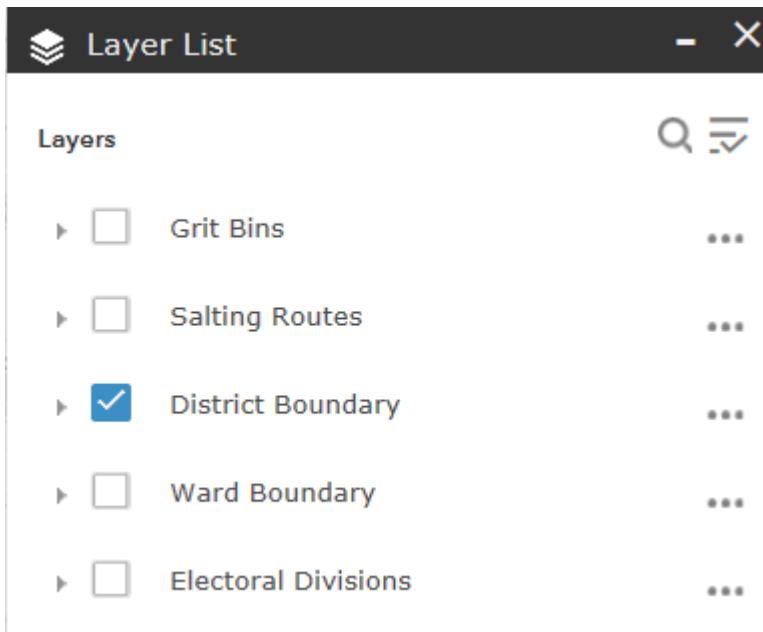 Layer List
Layers
Grit Bins
Salting Routes
District Boundary
Ward Boundary
Electoral Divisions